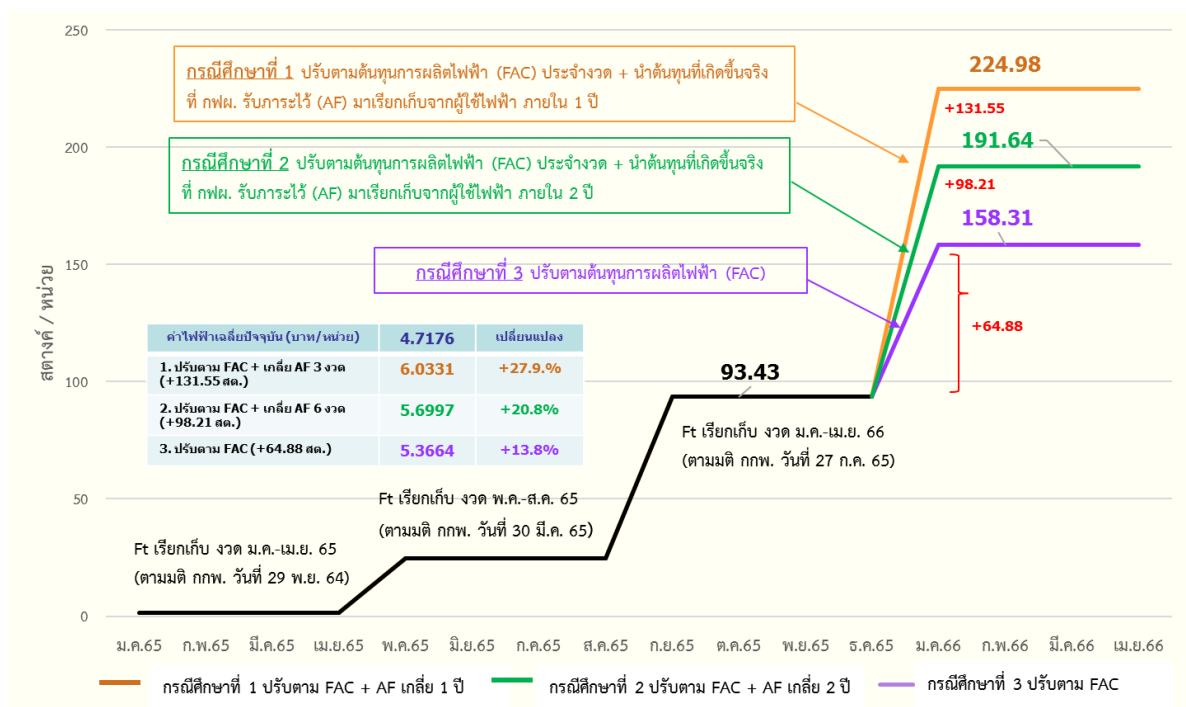 สตางค์ / หน่วย
250
200
150
100
50
0
กรณีศึกษาที่ 1 ปรับตามต้นทุนการผลิตไฟฟ้า (FAC) ประจำงวด + นำต้นทุนที่เกิดขึ้นจริง
ที่ กฟผ. รับภาระไว้ (AF) มาเรียกเก็บจากผู้ใช้ไฟฟ้า ภายใน 1 ปี
224.98
+131.55
กรณีศึกษาที่ 2 ปรับตามต้นทุนการผลิตไฟฟ้า (FAC) ประจำงวด + นำต้นทุนที่เกิดขึ้นจริง
ที่ กฟผ. รับภาระไว้ (AF) มาเรียกเก็บจากผู้ใช้ไฟฟ้า ภายใน 2 ปี
191.64
+98.21
กรณีศึกษาที่ 3 ปรับตามต้นทุนการผลิตไฟฟ้า (FAC)
158.31
+64.88
ค่าไฟฟ้าเฉลี่ยปัจจุบัน (บาท/หน่วย) 4.7176 เปลี่ยนแปลง
1. ปรับตาม FAC + เกลี่ย AF 3 งวด
(+131.55 สต.) 6.0331 +27.9.%
2. ปรับตาม FAC + เกลี่ย AF 6 งวด
(+98.21 สต.) 5.6997 +20.8%
3. ปรับตาม FAC (+64.88 สต.) 5.3664 +13.8%
93.43
Ft เรียกเก็บ งวด ม.ค.-เม.ย. 66
(ตามมติ กกพ. วันที่ 27 ก.ค. 65)
Ft เรียกเก็บ งวด พ.ค.-ส.ค. 65
(ตามมติ กกพ. วันที่ 30 มี.ค. 65)
Ft เรียกเก็บ งวด ม.ค.-เม.ย. 65
(ตามมติ กกพ. วันที่ 29 พ.ย. 64)
ม.ค.65 ก.พ.65 มี.ค.65 เม.ย.65 พ.ค.65 มิ.ย.65 ก.ค.65 ส.ค.65 ก.ย.65 ต.ค.65 พ.ย.65 ธ.ค.65 ม.ค.66 ก.พ.66 มี.ค.66 เม.ย.66
กรณีศึกษาที่ 1 ปรับตาม FAC + AF เกลี่ย 1 ปี กรณีศึกษาที่ 2 ปรับตาม FAC + AF เกลี่ย 2 ปี กรณีศึกษาที่ 3 ปรับตาม FAC